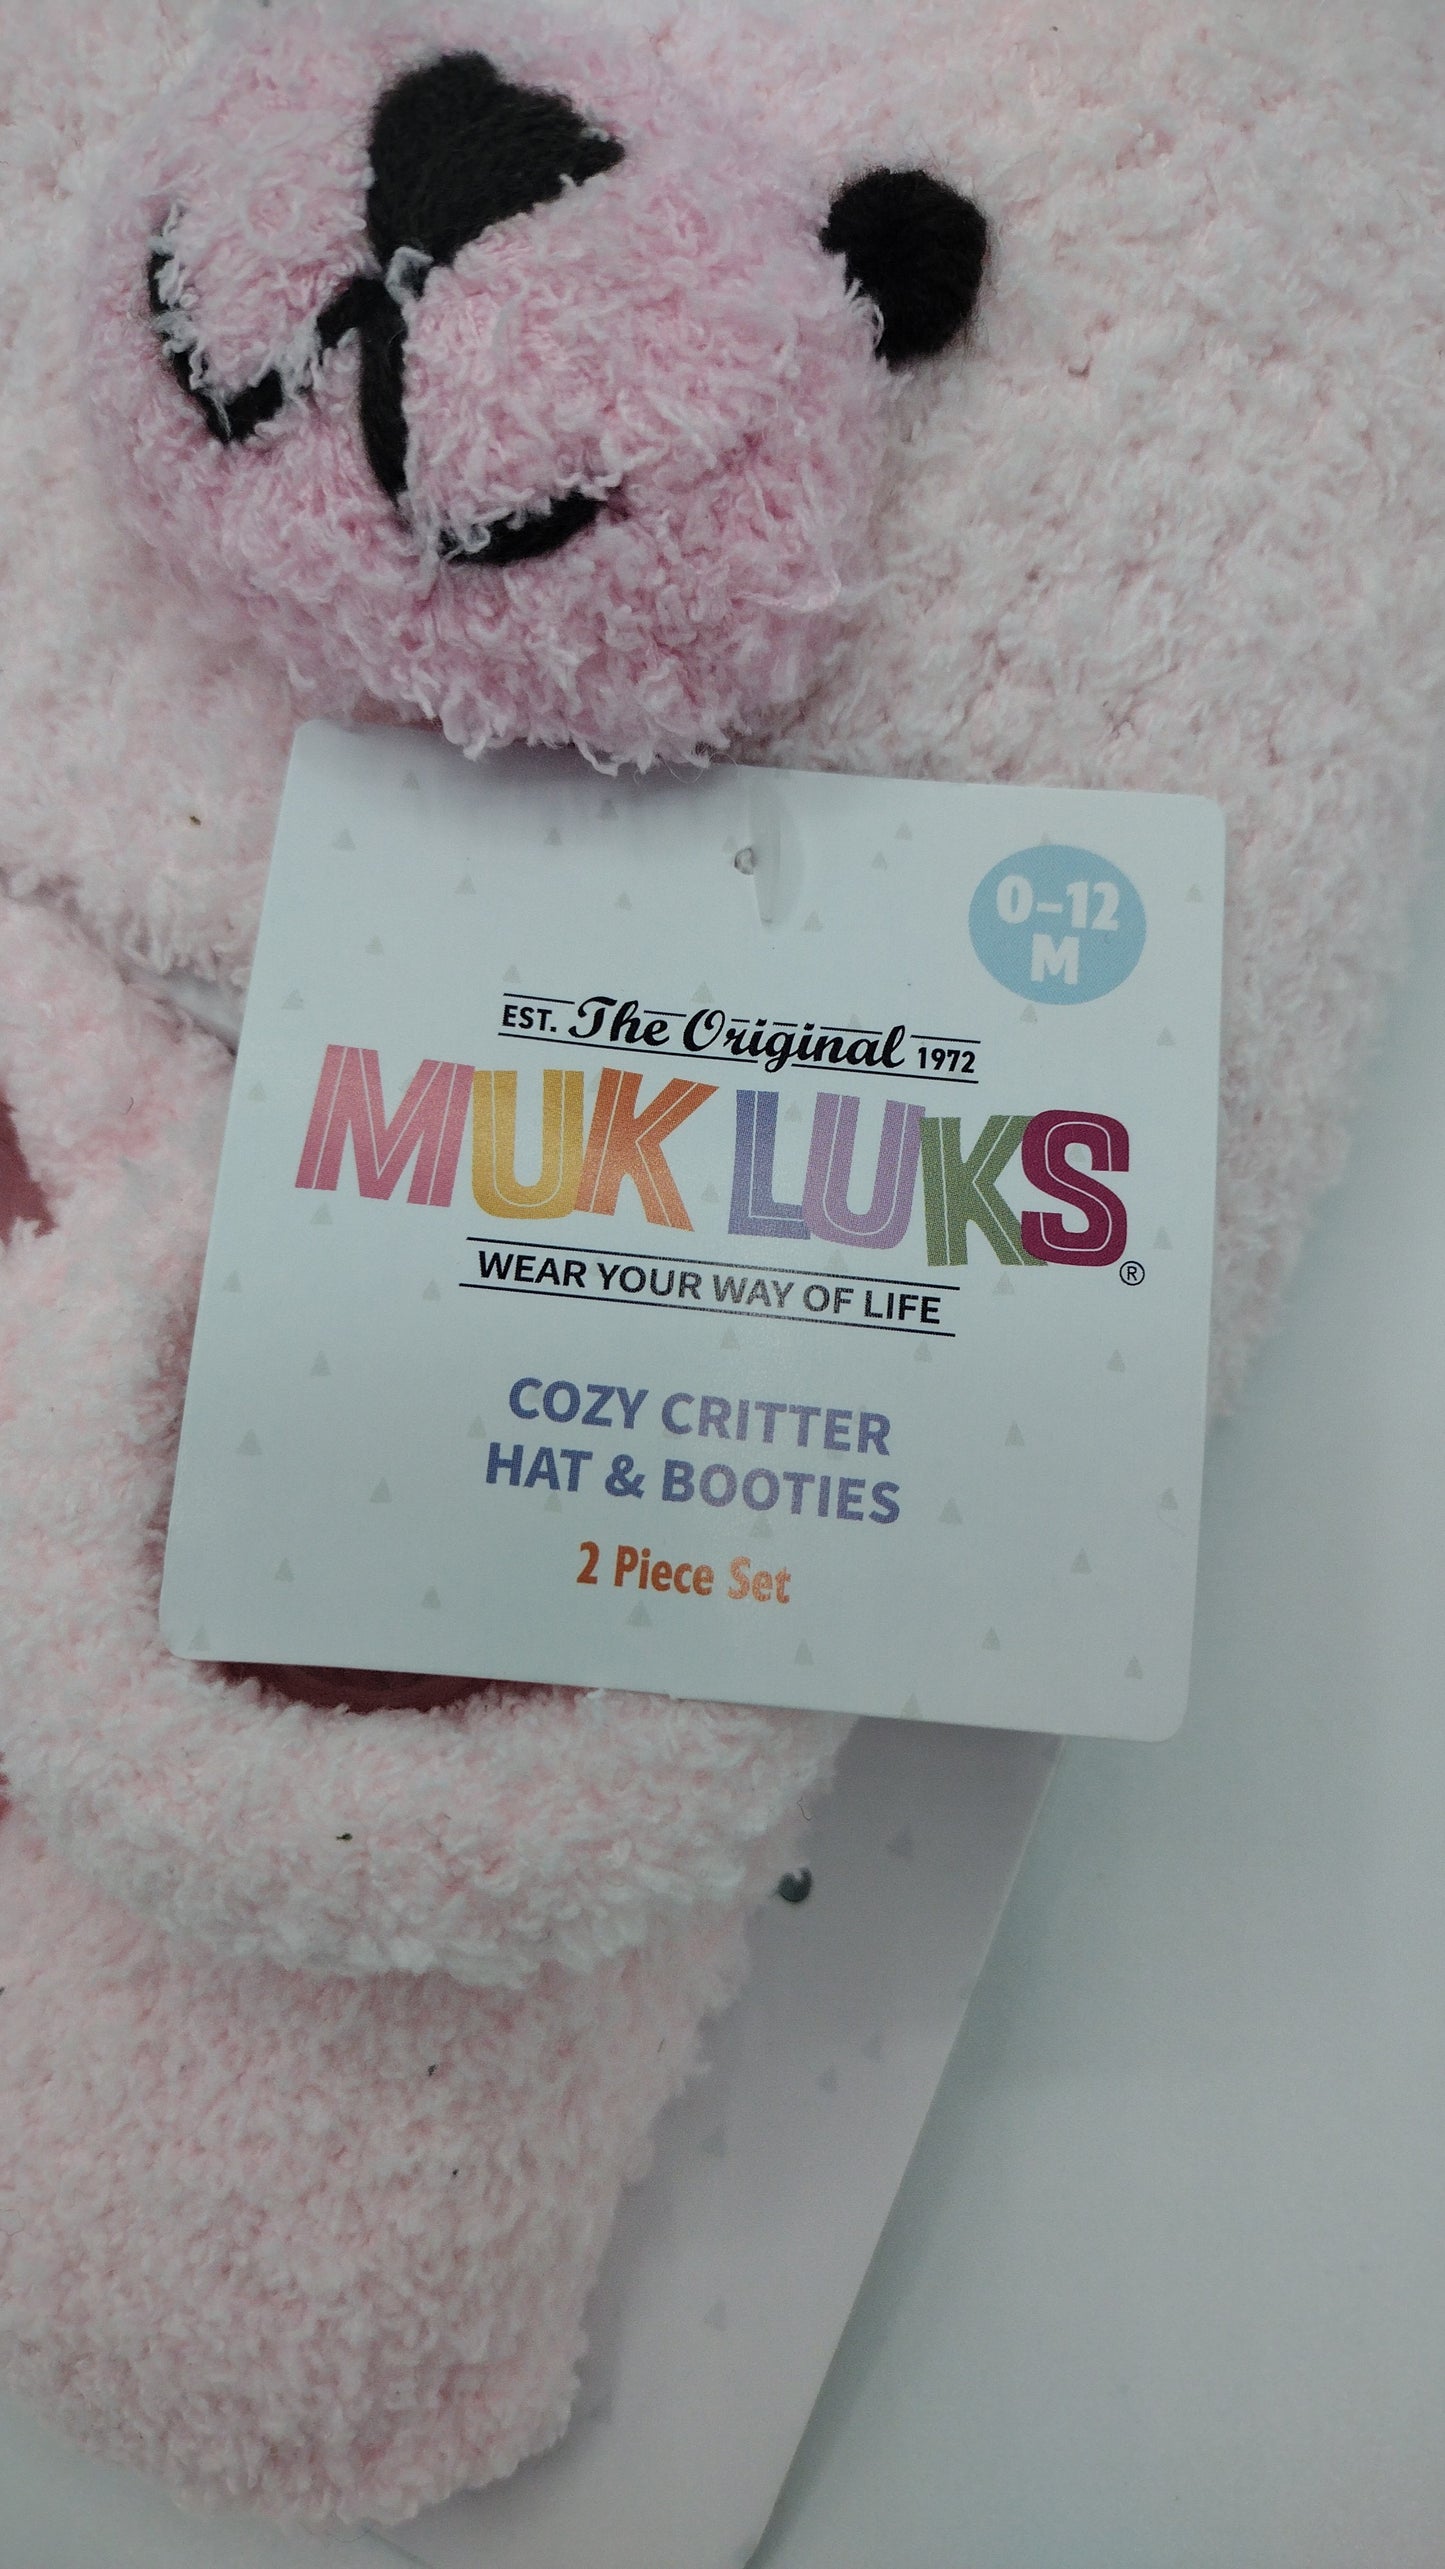 0-12
M
EST. The Original 1972
MUK LUKS®
WEAR YOUR WAY OF LIFE
COZY CRITTER
HAT & BOOTIES
2 Piece Set